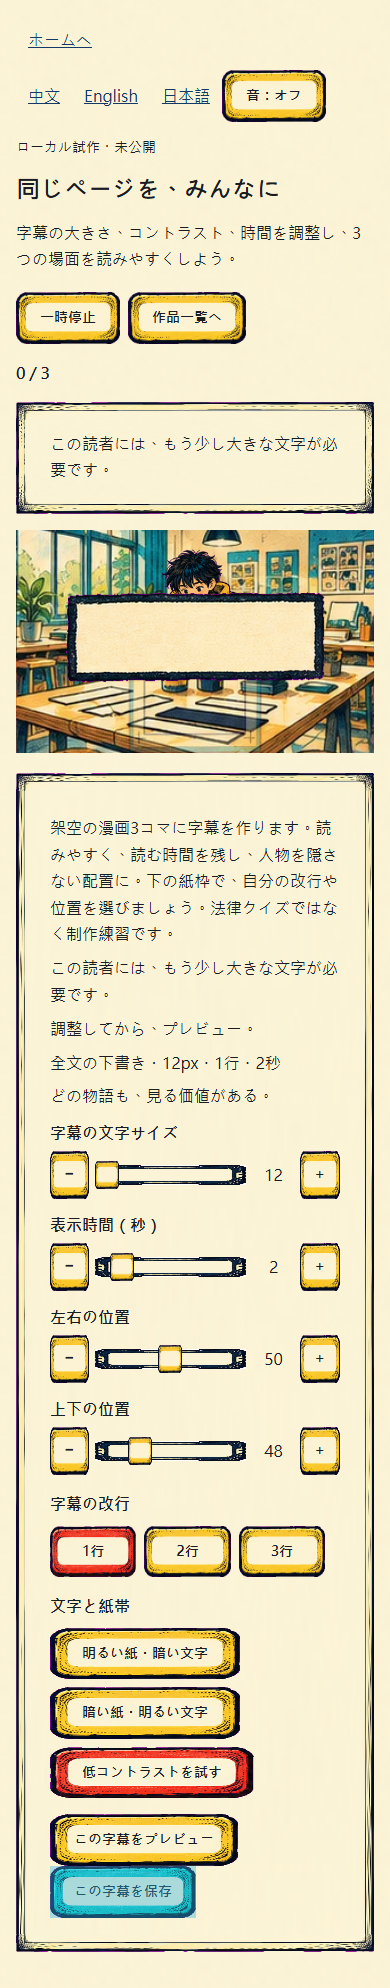 ホームへ
中文 English 日本語 音：オフ
ローカル試作・未公開
同じページを、みんなに
字幕の大きさ、コントラスト、時間を調整し、3
つの場面を読みやすくしよう。
一時停止 作品一覧へ
0 / 3
この読者には、もう少し大きな文字が必
要です。
架空の漫画3コマに字幕を作ります。読
みやすく、読む時間を残し、人物を隠さ
ない配置に。下の紙枠で、自分の改行や
位置を選びましょう。法律クイズではな
く制作練習です。
この読者には、もう少し大きな文字が必
要です。
調整してから、プレビュー。
全文の下書き・12px・1行・2秒
どの物語も、見る価値がある。
字幕の文字サイズ
− 12 +
表示時間（秒）
− 2 +
左右の位置
− 50 +
上下の位置
− 48 +
字幕の改行
1行 2行 3行
文字と紙帯
明るい紙・暗い文字
暗い紙・明るい文字
低コントラストを試す
この字幕をプレビュー
この字幕を保存